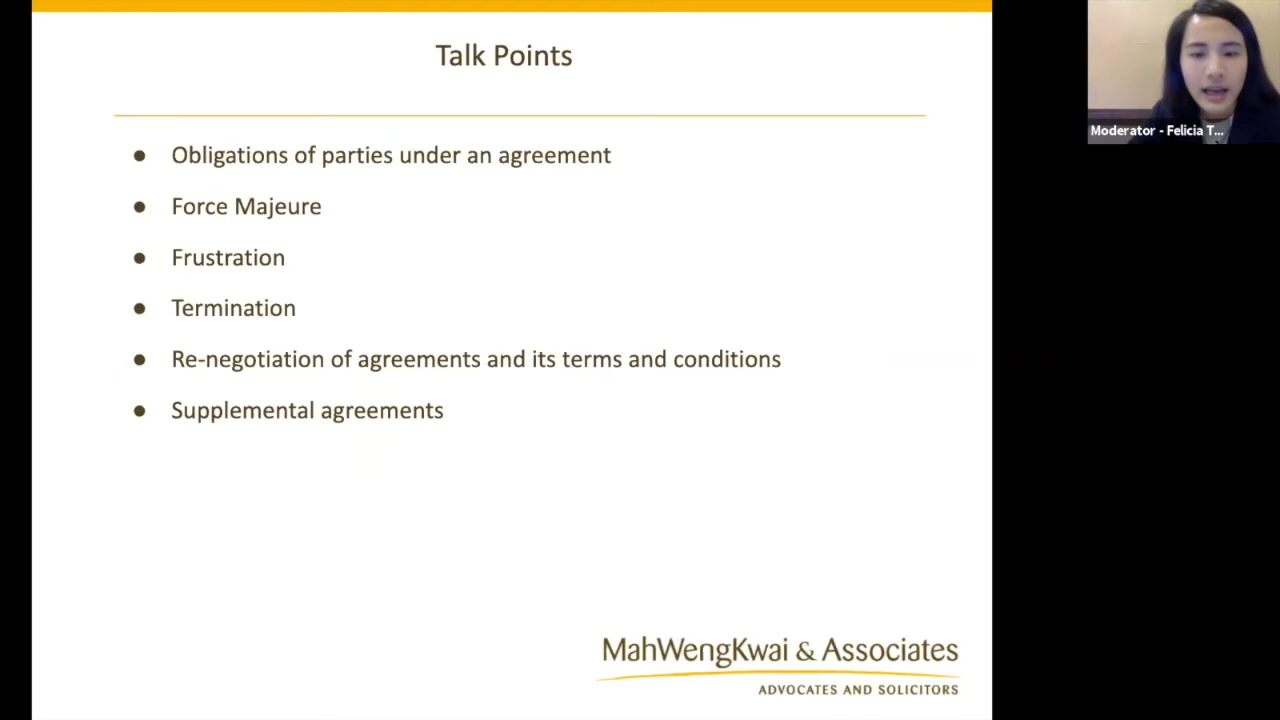 Talk Points
● Obligations of parties under an agreement
● Force Majeure
● Frustration
● Termination
● Re-negotiation of agreements and its terms and conditions
● Supplemental agreements
MahWengKwai & Associates
ADVOCATES AND SOLICITORS
Moderator - Felicia T...